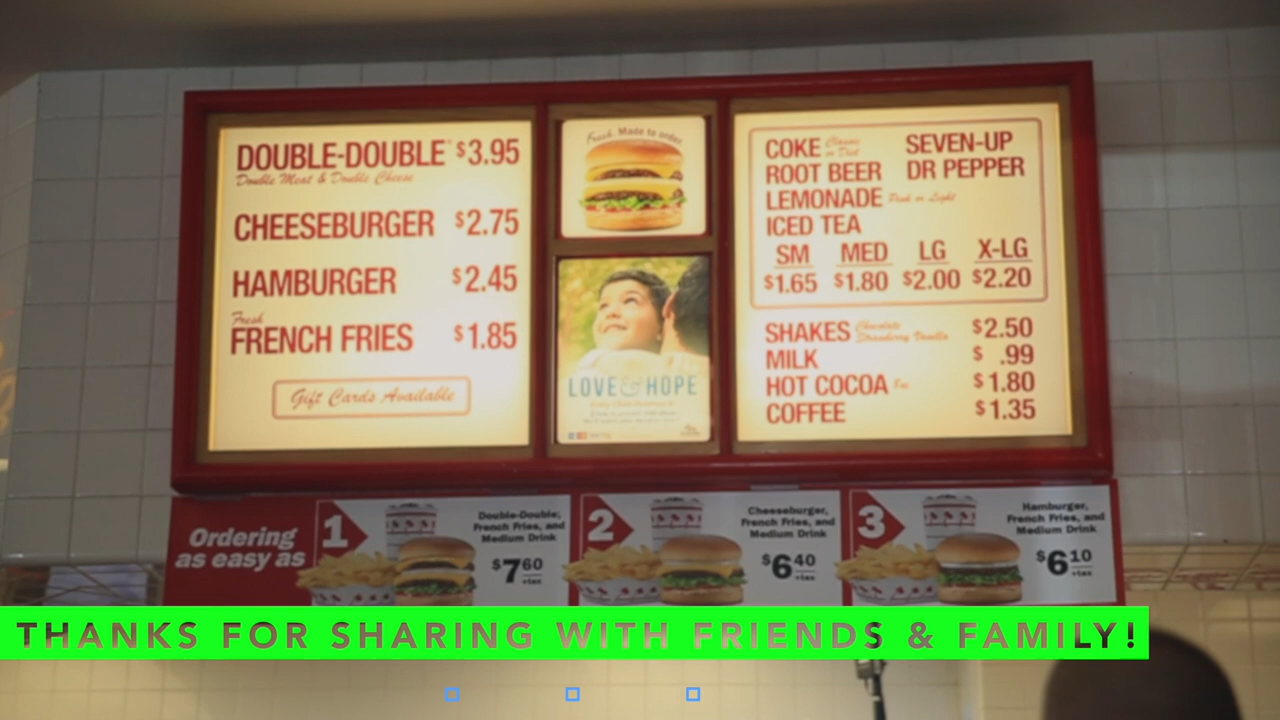 DOUBLE-DOUBLE $3.95
Double Meat & Double Cheese
CHEESEBURGER $2.75
HAMBURGER $2.45
Fresh
FRENCH FRIES $1.85
Gift Cards Available
Fresh. Made to order
LOVE & HOPE
COKE Classic or Diet SEVEN-UP
ROOT BEER DR PEPPER
LEMONADE Pink or Light
ICED TEA
SM MED LG X-LG
$1.65 $1.80 $2.00 $2.20
SHAKES Chocolate Strawberry Vanilla $2.50
MILK $ .99
HOT COCOA $1.80
COFFEE $1.35
Ordering
as easy as
1
Double-Double,
French Fries, and
Medium Drink
$7.60
+tax
2
Cheeseburger,
French Fries, and
Medium Drink
$6.40
+tax
3
Hamburger,
French Fries, and
Medium Drink
$6.10
+tax
THANKS FOR SHARING WITH FRIENDS & FAMILY!